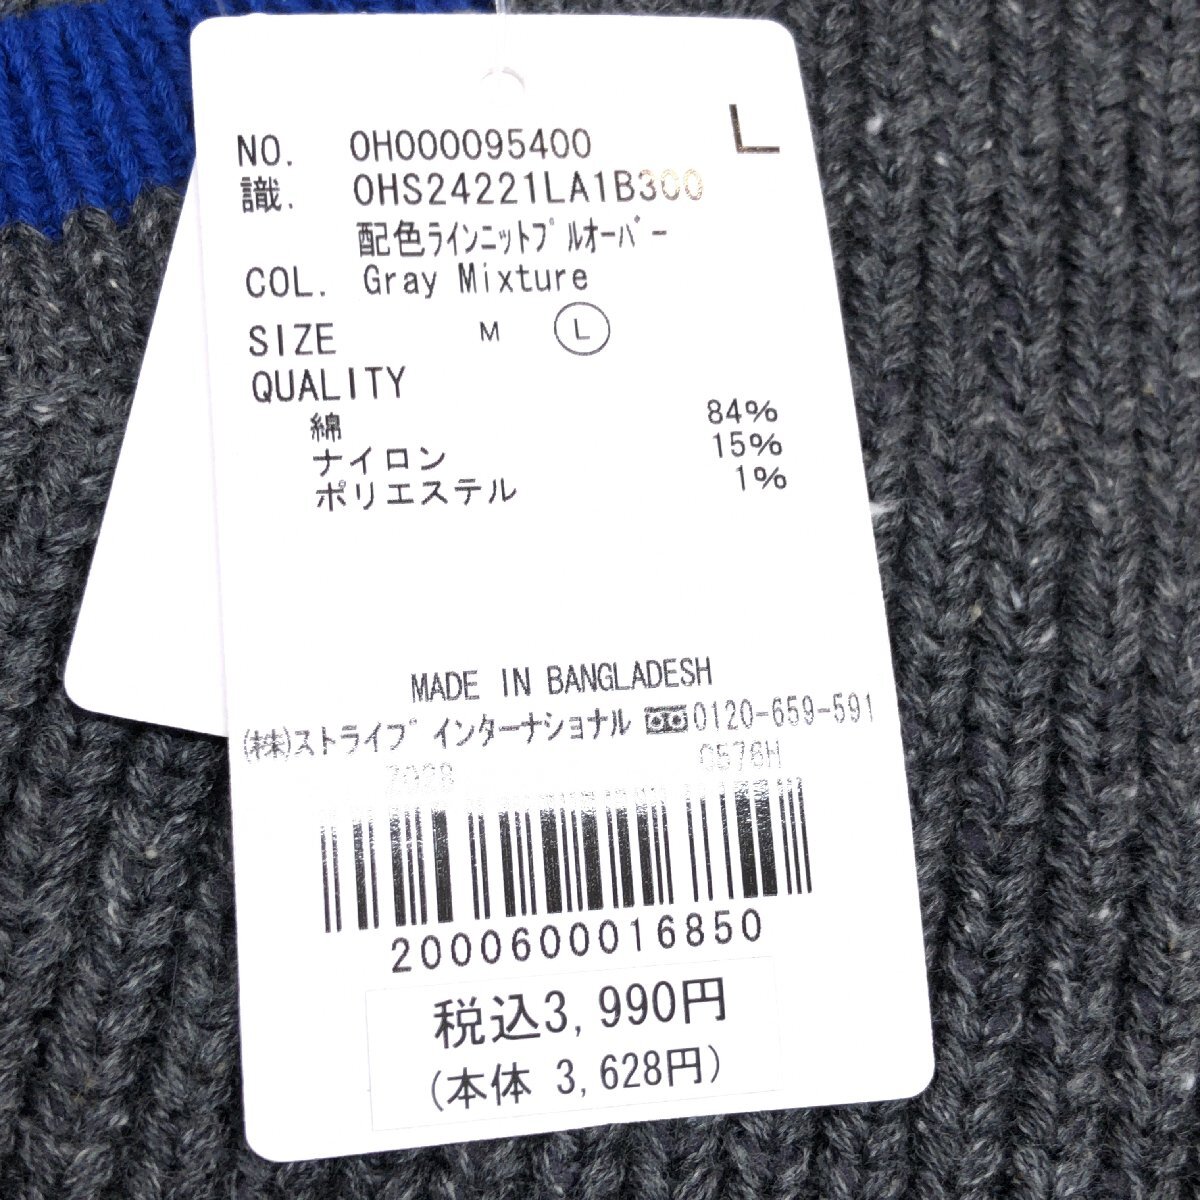 L
NO. 0H000095400
識. OHS24221LA1B300
配色ラインニットプルオーバー
COL. Gray Mixture
SIZE M L
QUALITY
綿 84%
ナイロン 15%
ポリエステル 1%
MADE IN BANGLADESH
(株)ストライプインターナショナル 0120-659-591
7028 C576H
2000600016850
税込3,990円
(本体 3,628円)